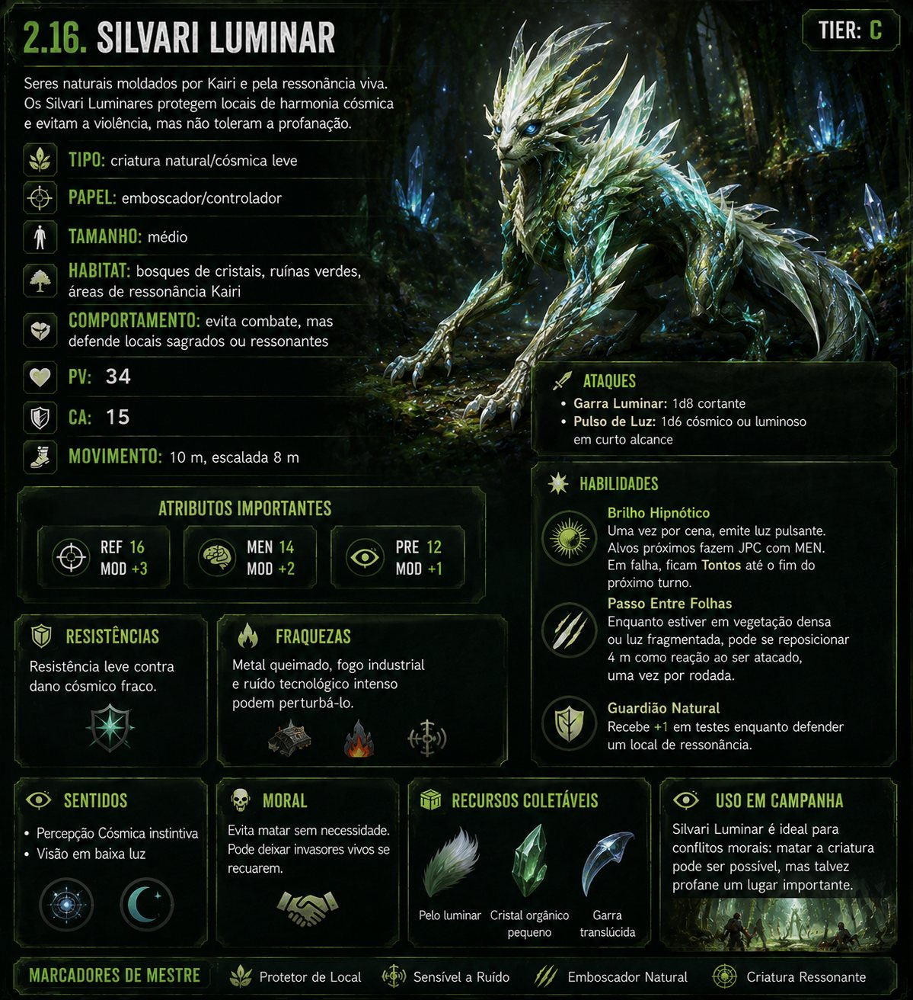 2.16. SILVARI LUMINAR
TIER: C
Seres naturais moldados por Kairi e pela ressonância viva.
Os Silvari Luminares protegem locais de harmonia cósmica
e evitam a violência, mas não toleram a profanação.
TIPO: criatura natural/cósmica leve
PAPEL: emboscador/controlador
TAMANHO: médio
HABITAT: bosques de cristais, ruínas verdes,
áreas de ressonância Kairi
COMPORTAMENTO: evita combate, mas
defende locais sagrados ou ressonantes
PV: 34
CA: 15
MOVIMENTO: 10 m, escalada 8 m
ATAQUES
• Garra Luminar: 1d8 cortante
• Pulso de Luz: 1d6 cósmico ou luminoso
em curto alcance
ATRIBUTOS IMPORTANTES
REF 16
MOD +3
MEN 14
MOD +2
PRE 12
MOD +1
HABILIDADES
Brilho Hipnótico
Uma vez por cena, emite luz pulsante.
Alvos próximos fazem JPC com MEN.
Em falha, ficam Tontos até o fim do
próximo turno.
Passo Entre Folhas
Enquanto estiver em vegetação densa
ou luz fragmentada, pode se reposicionar
4 m como reação ao ser atacado,
uma vez por rodada.
Guardião Natural
Recebe +1 em testes enquanto defender
um local de ressonância.
RESISTÊNCIAS
Resistência leve contra
dano cósmico fraco.
FRAQUEZAS
Metal queimado, fogo industrial
e ruído tecnológico intenso
podem perturbá-lo.
SENTIDOS
• Percepção Cósmica instintiva
• Visão em baixa luz
MORAL
Evita matar sem necessidade.
Pode deixar invasores vivos se
recuarem.
RECURSOS COLETÁVEIS
Pelo luminar
Cristal orgânico
pequeno
Garra
translúcida
USO EM CAMPANHA
Silvari Luminar é ideal para
conflitos morais: matar a criatura
pode ser possível, mas talvez
profane um lugar importante.
MARCADORES DE MESTRE
Protetor de Local
Sensível a Ruído
Emboscador Natural
Criatura Ressonante